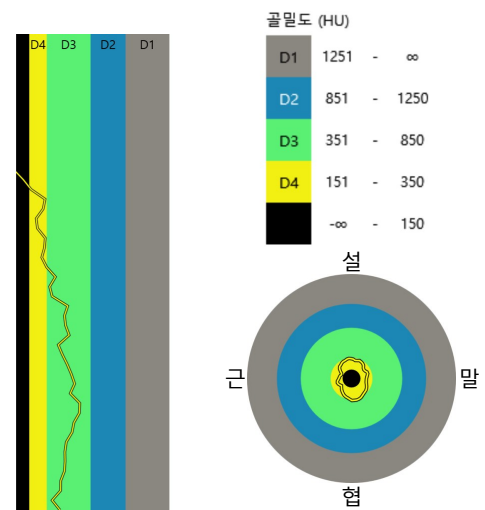 골밀도 (HU)
D4 D3 D2 D1
D1 1251 - ∞
D2 851 - 1250
D3 351 - 850
D4 151 - 350
-∞ - 150
설
근 말
협